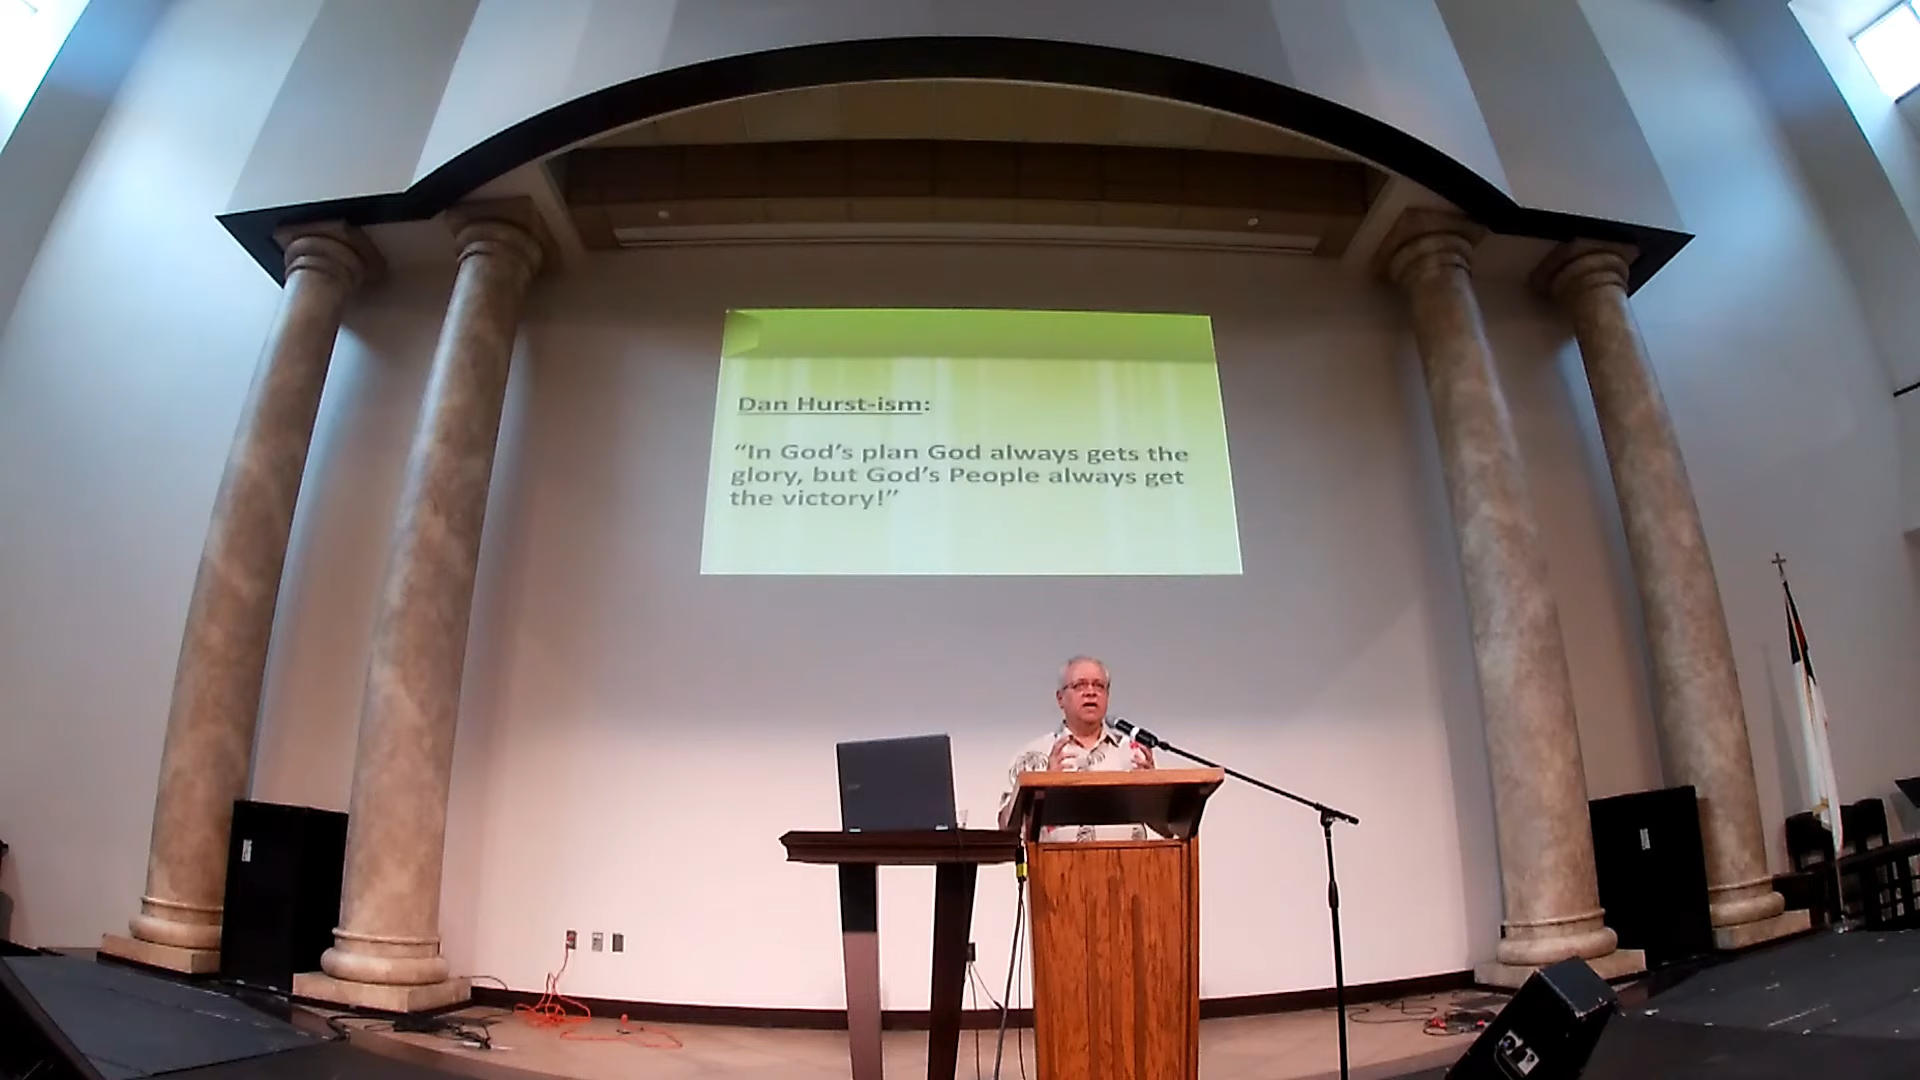 Dan Hurst-ism:
“In God’s plan God always gets the
glory, but God’s People always get
the victory!”